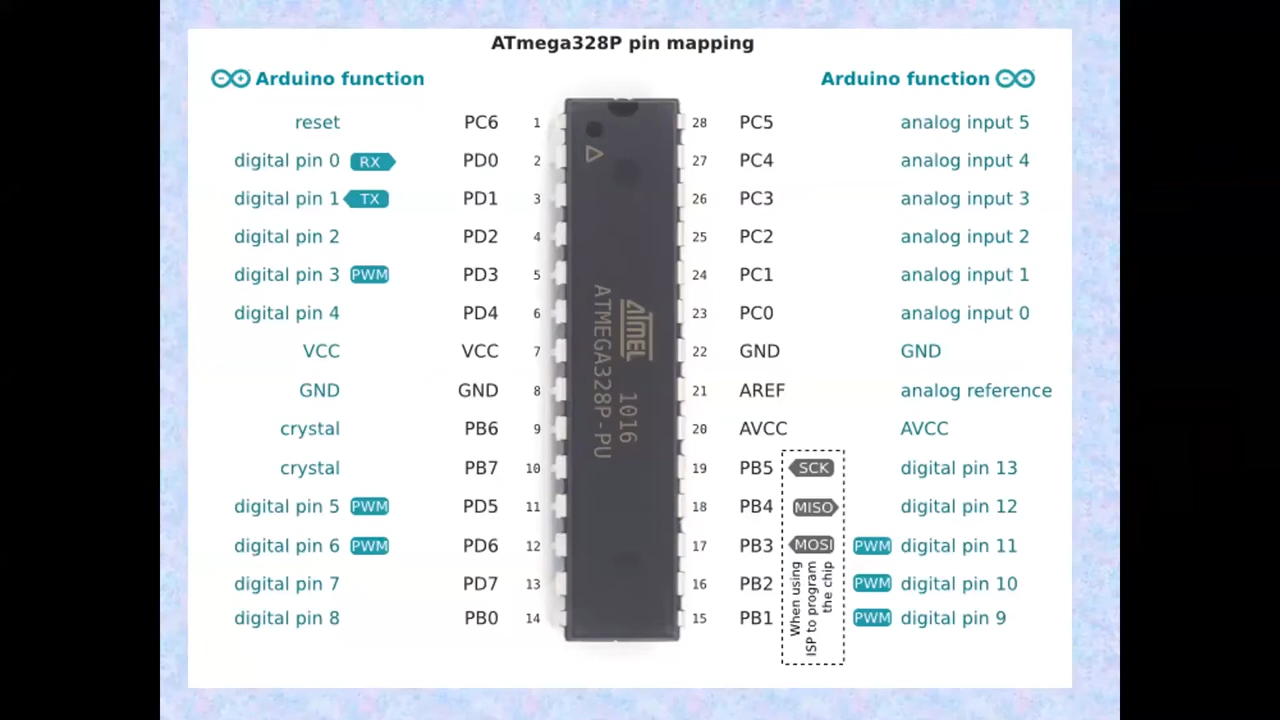 ATmega328P pin mapping
Arduino function Arduino function
reset PC6 1 28 PC5 analog input 5
digital pin 0 RX PD0 2 27 PC4 analog input 4
digital pin 1 TX PD1 3 26 PC3 analog input 3
digital pin 2 PD2 4 25 PC2 analog input 2
digital pin 3 PWM PD3 5 24 PC1 analog input 1
digital pin 4 PD4 6 23 PC0 analog input 0
VCC VCC 7 22 GND GND
GND GND 8 21 AREF analog reference
crystal PB6 9 20 AVCC AVCC
crystal PB7 10 19 PB5 SCK digital pin 13
digital pin 5 PWM PD5 11 18 PB4 MISO digital pin 12
digital pin 6 PWM PD6 12 17 PB3 MOSI PWM digital pin 11
digital pin 7 PD7 13 16 PB2 PWM digital pin 10
digital pin 8 PB0 14 15 PB1 PWM digital pin 9
When using
ISP to program
the chip
ATMEL 1016
ATMEGA328P-PU